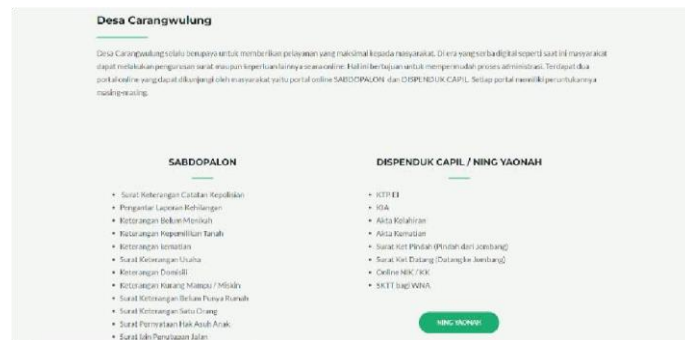 Desa Carangwulung
Desa Carangwulung selalu berupaya untuk memberikan pelayanan yang maksimal kepada masyarakat. Di era yang serba digital seperti saat ini masyarakat
dapat melakukan pengurusan surat maupun keperluan lainnya secara online. Hal ini bertujuan untuk mempermudah proses administrasi. Terdapat dua
portal online yang dapat dikunjungi oleh masyarakat yaitu portal online SABDOPALON dan DISPENDUK CAPIL. Setiap portal memiliki peruntukannya
masing-masing.
SABDOPALON
• Surat Keterangan Catatan Kepolisian
• Pengantar Laporan Kehilangan
• Keterangan Belum Menikah
• Keterangan Kepemilikan Tanah
• Keterangan kematian
• Surat Keterangan Usaha
• Keterangan Domisili
• Keterangan Kurang Mampu / Miskin
• Surat Keterangan Belum Punya Rumah
• Surat Keterangan Satu Orang
• Surat Pernyataan Hak Asuh Anak
• Surat Izin Penutupan Jalan
DISPENDUK CAPIL / NING YAONAH
• KTP El
• KIA
• Akta Kelahiran
• Akta Kematian
• Surat Ket Pindah (Pindah dari Jombang)
• Surat Ket Datang (Datang ke Jombang)
• Online NIK / KK
• SKTT bagi WNA
NING YAONAH